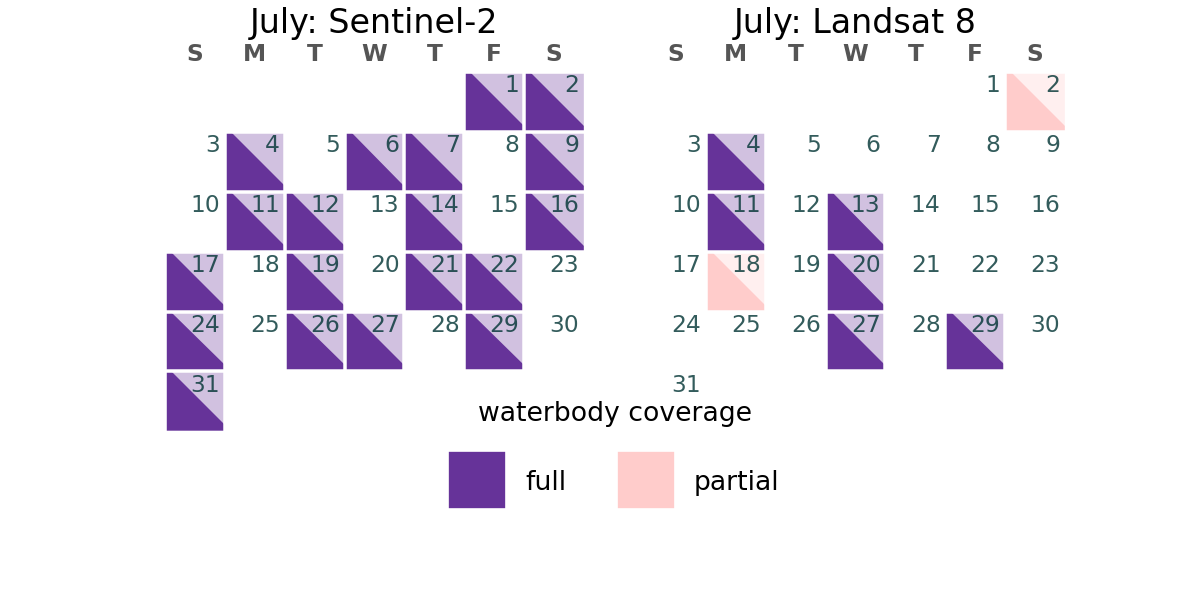 July: Sentinel-2
S M T W T F S
1 2
3 4 5 6 7 8 9
10 11 12 13 14 15 16
17 18 19 20 21 22 23
24 25 26 27 28 29 30
31
July: Landsat 8
S M T W T F S
1 2
3 4 5 6 7 8 9
10 11 12 13 14 15 16
17 18 19 20 21 22 23
24 25 26 27 28 29 30
31
waterbody coverage
full partial